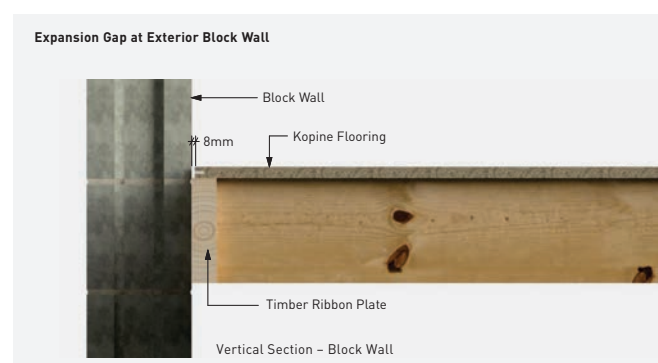 Expansion Gap at Exterior Block Wall
Block Wall
8mm
Kopine Flooring
Timber Ribbon Plate
Vertical Section – Block Wall